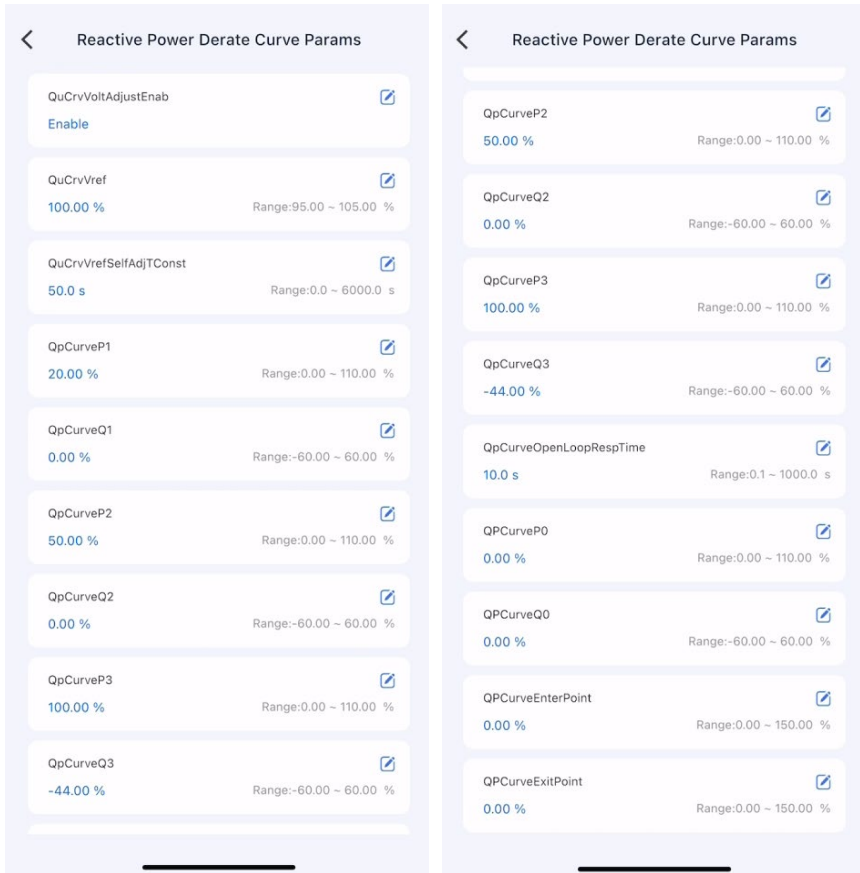 Reactive Power Derate Curve Params
QuCrvVoltAdjustEnab
Enable
QuCrvVref
100.00 %
Range:95.00 ~ 105.00 %
QuCrvVrefSelfAdjTConst
50.0 s
Range:0.0 ~ 6000.0 s
QpCurveP1
20.00 %
Range:0.00 ~ 110.00 %
QpCurveQ1
0.00 %
Range:-60.00 ~ 60.00 %
QpCurveP2
50.00 %
Range:0.00 ~ 110.00 %
QpCurveQ2
0.00 %
Range:-60.00 ~ 60.00 %
QpCurveP3
100.00 %
Range:0.00 ~ 110.00 %
QpCurveQ3
-44.00 %
Range:-60.00 ~ 60.00 %
Reactive Power Derate Curve Params
QpCurveP2
50.00 %
Range:0.00 ~ 110.00 %
QpCurveQ2
0.00 %
Range:-60.00 ~ 60.00 %
QpCurveP3
100.00 %
Range:0.00 ~ 110.00 %
QpCurveQ3
-44.00 %
Range:-60.00 ~ 60.00 %
QpCurveOpenLoopRespTime
10.0 s
Range:0.1 ~ 1000.0 s
QPCurveP0
0.00 %
Range:0.00 ~ 110.00 %
QPCurveQ0
0.00 %
Range:-60.00 ~ 60.00 %
QPCurveEnterPoint
0.00 %
Range:0.00 ~ 150.00 %
QPCurveExitPoint
0.00 %
Range:0.00 ~ 150.00 %